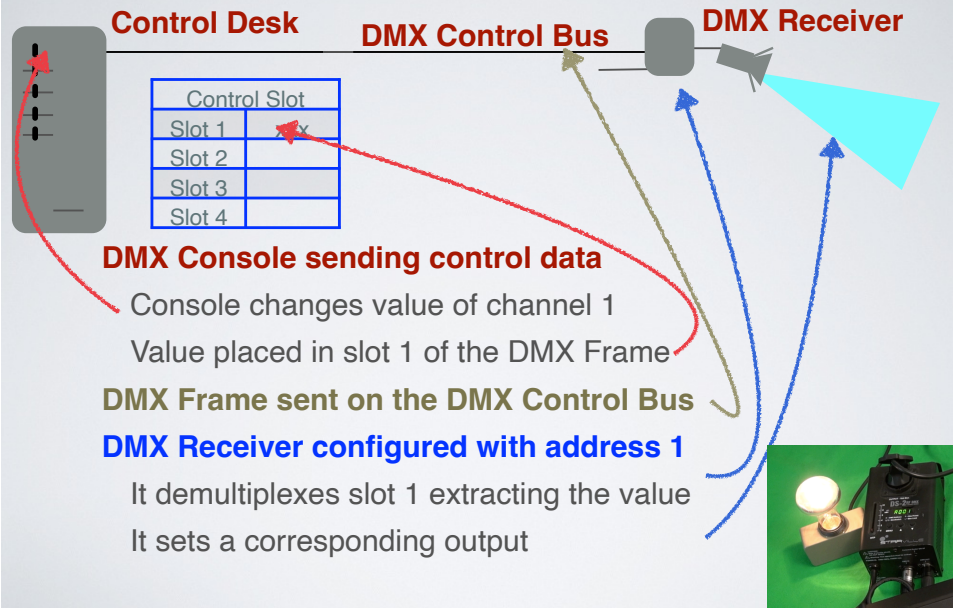 Control Desk
DMX Control Bus
DMX Receiver
Control Slot
Slot 1
Slot 2
Slot 3
Slot 4
DMX Console sending control data
Console changes value of channel 1
Value placed in slot 1 of the DMX Frame
DMX Frame sent on the DMX Control Bus
DMX Receiver configured with address 1
It demultiplexes slot 1 extracting the value
It sets a corresponding output
A001